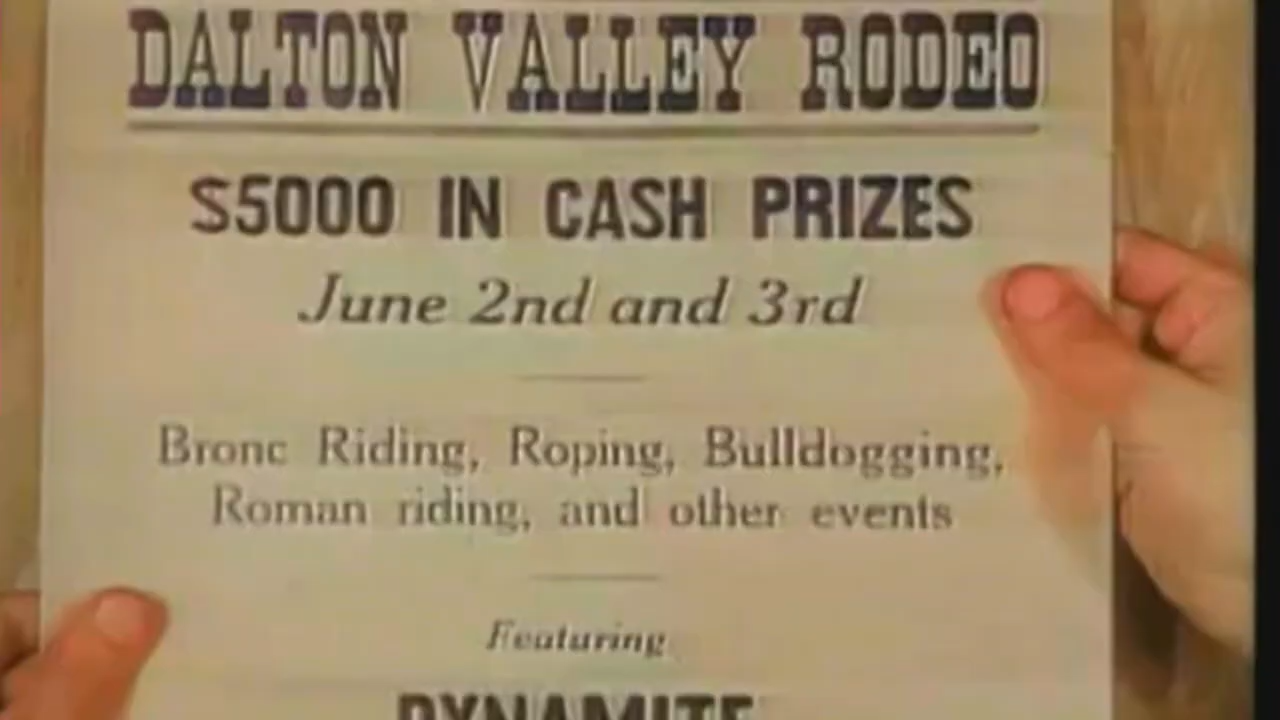 DALTON VALLEY RODEO
$5000 IN CASH PRIZES
June 2nd and 3rd
Bronc Riding, Roping, Bulldogging,
Roman riding, and other events
Featuring
DYNAMITE